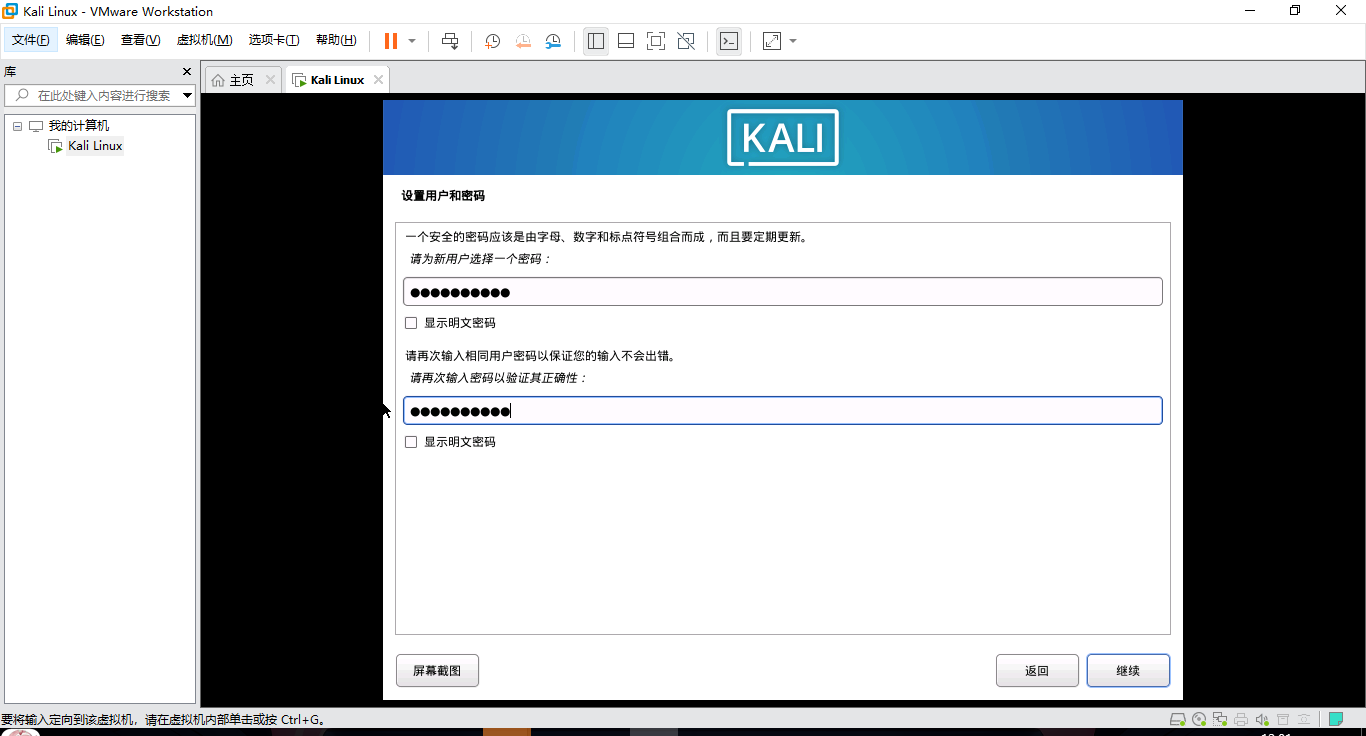 Kali Linux - VMware Workstation
文件(F) 编辑(E) 查看(V) 虚拟机(M) 选项卡(T) 帮助(H)
库
在此处键入内容进行搜索
我的计算机
Kali Linux
主页
Kali Linux
KALI
设置用户和密码
一个安全的密码应该是由字母、数字和标点符号组合而成，而且要定期更新。
请为新用户选择一个密码：
●●●●●●●●●●
显示明文密码
请再次输入相同用户密码以保证您的输入不会出错。
请再次输入密码以验证其正确性：
●●●●●●●●●●
显示明文密码
屏幕截图
返回
继续
要将输入定向到该虚拟机，请在虚拟机内部单击或按 Ctrl+G。